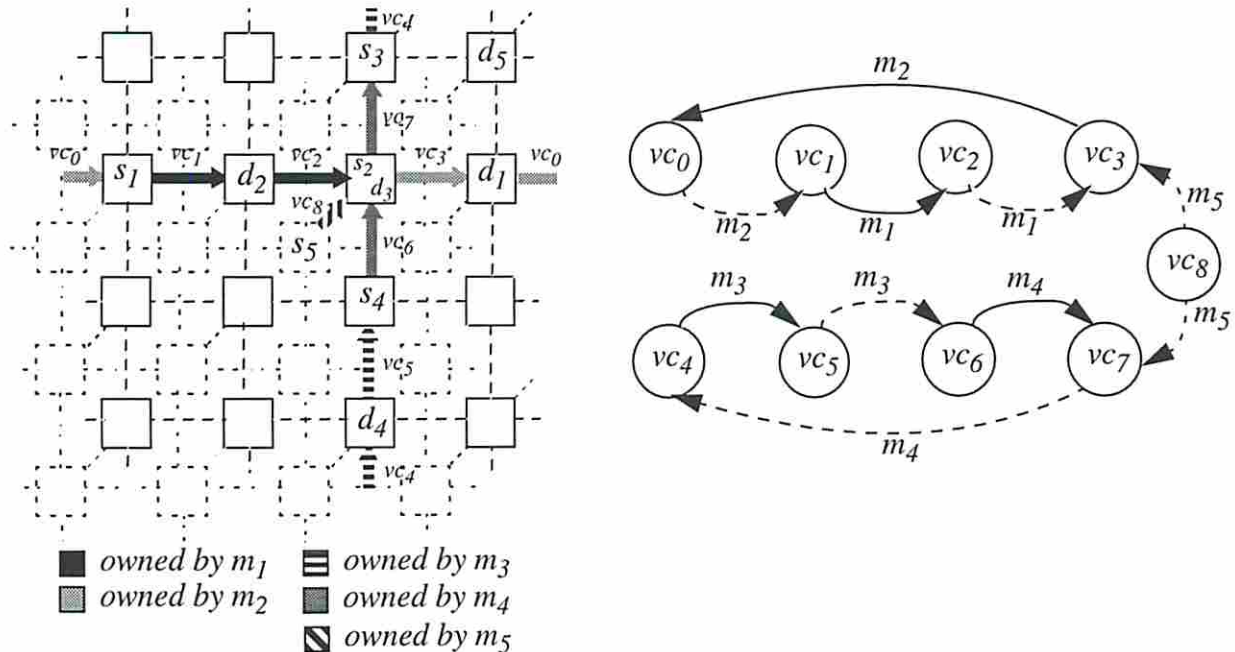 vc4
s3 d5
vc7
vc0 vc1 vc2 vc3 vc0
s1 d2 s2 d3 d1
vc8
s5 vc6
s4
vc5
d4
vc4
owned by m1
owned by m2
owned by m3
owned by m4
owned by m5
m2
vc0 vc1 vc2 vc3
m2 m1 m1 m5
vc8
m3 m3 m4 m5
vc4 vc5 vc6 vc7
m4